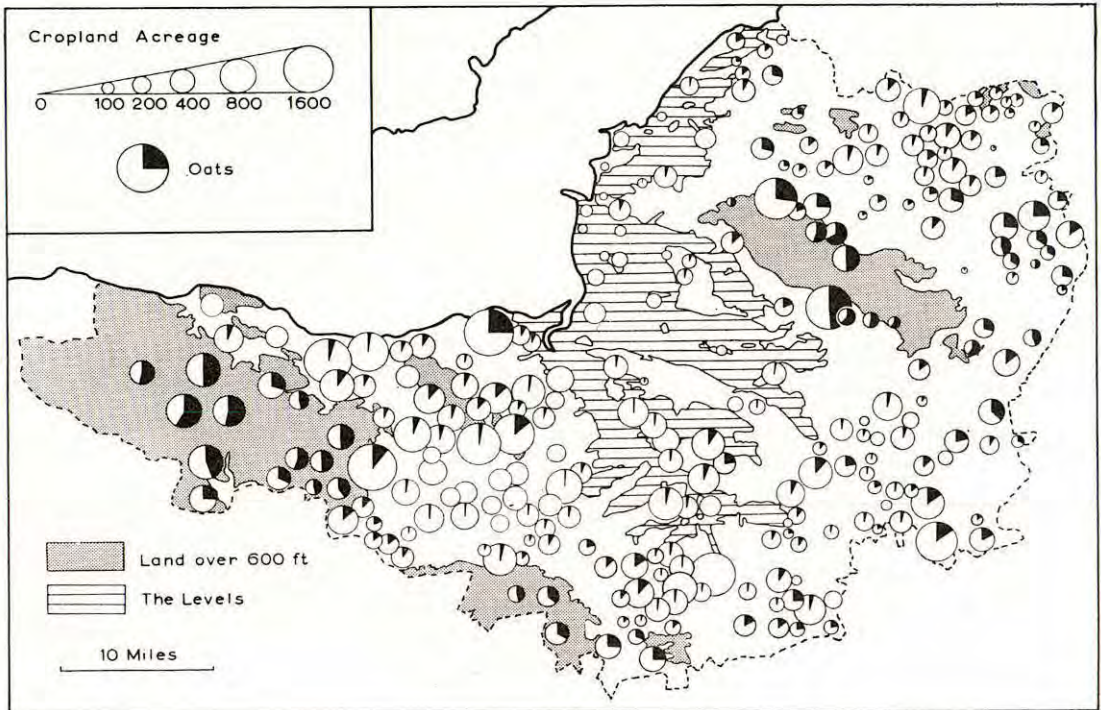 Cropland Acreage
0 100 200 400 800 1600
Oats
Land over 600 ft
The Levels
10 Miles